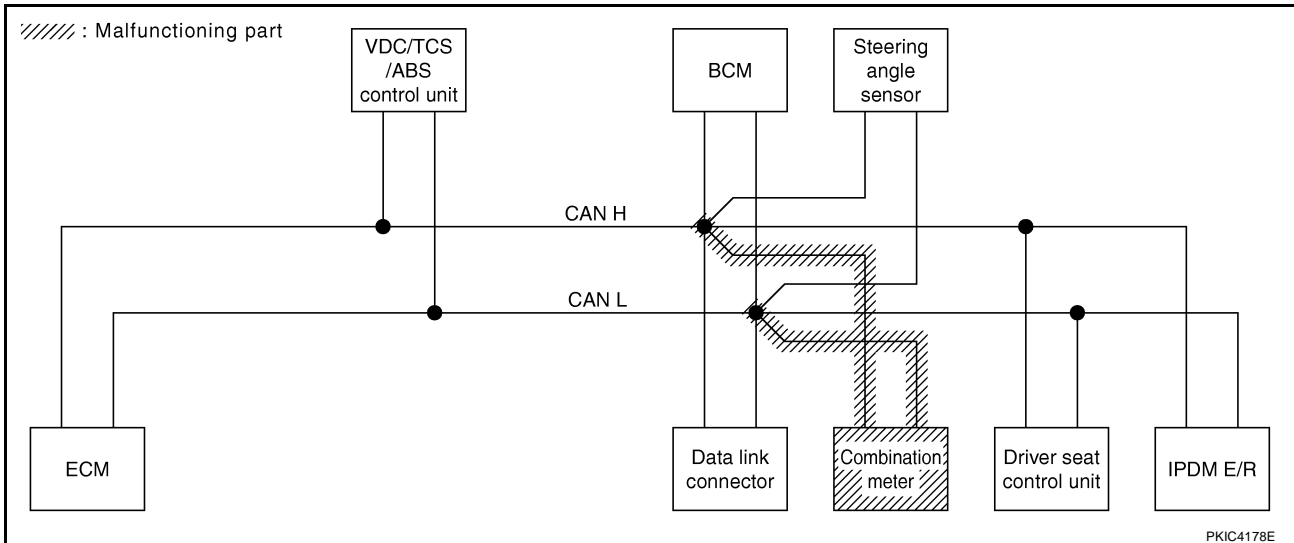 : Malfunctioning part
VDC/TCS
/ABS
control unit
BCM
Steering
angle
sensor
CAN H
CAN L
ECM
Data link
connector
Combination
meter
Driver seat
control unit
IPDM E/R
PKIC4178E